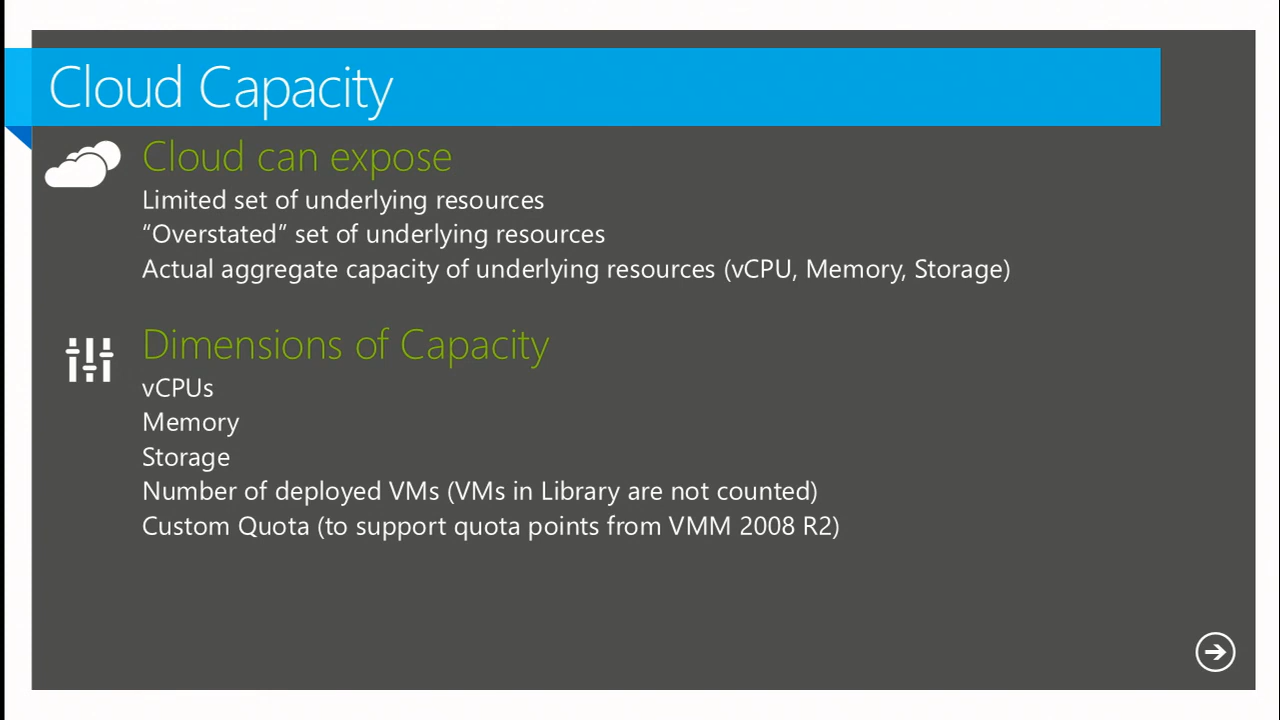 Cloud Capacity
Cloud can expose
Limited set of underlying resources
“Overstated” set of underlying resources
Actual aggregate capacity of underlying resources (vCPU, Memory, Storage)
Dimensions of Capacity
vCPUs
Memory
Storage
Number of deployed VMs (VMs in Library are not counted)
Custom Quota (to support quota points from VMM 2008 R2)